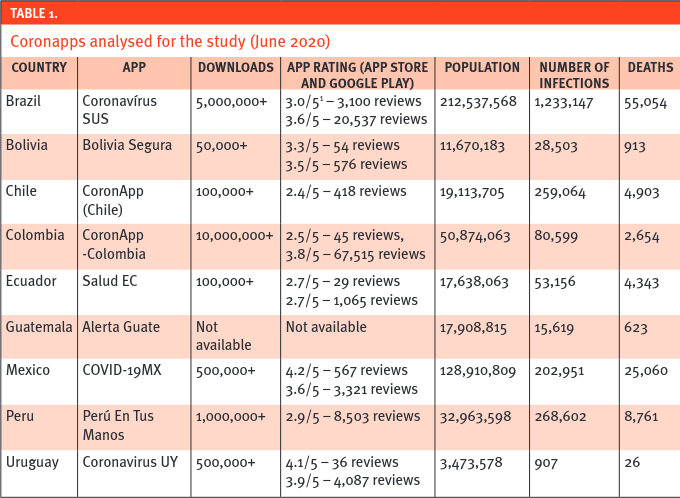 TABLE 1.
Coronapps analysed for the study (June 2020)
COUNTRY APP DOWNLOADS APP RATING (APP STORE AND GOOGLE PLAY) POPULATION NUMBER OF INFECTIONS DEATHS
Brazil Coronavírus 5,000,000+ 3.0/5¹ – 3,100 reviews 212,537,568 1,233,147 55,054
SUS 3.6/5 – 20,537 reviews
Bolivia Bolivia Segura 50,000+ 3.3/5 – 54 reviews 11,670,183 28,503 913
3.5/5 – 576 reviews
Chile CoronApp 100,000+ 2.4/5 – 418 reviews 19,113,705 259,064 4,903
(Chile)
Colombia CoronApp 10,000,000+ 2.5/5 – 45 reviews, 50,874,063 80,599 2,654
-Colombia 3.8/5 – 67,515 reviews
Ecuador Salud EC 100,000+ 2.7/5 – 29 reviews 17,638,063 53,156 4,343
2.7/5 – 1,065 reviews
Guatemala Alerta Guate Not Not available 17,908,815 15,619 623
available
Mexico COVID-19MX 500,000+ 4.2/5 – 567 reviews 128,910,809 202,951 25,060
3.6/5 – 3,321 reviews
Peru Perú En Tus 1,000,000+ 2.9/5 – 8,503 reviews 32,963,598 268,602 8,761
Manos
Uruguay Coronavirus UY 500,000+ 4.1/5 – 36 reviews 3,473,578 907 26
3.9/5 – 4,087 reviews